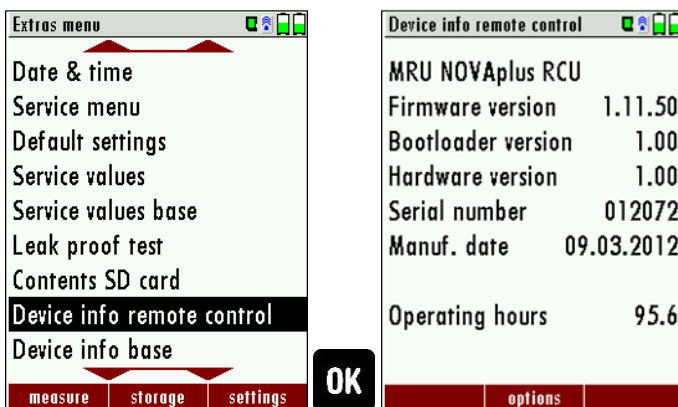 Extras menu
Date & time
Service menu
Default settings
Service values
Service values base
Leak proof test
Contents SD card
Device info remote control
Device info base
measure storage settings
OK
Device info remote control
MRU NOVAplus RCU
Firmware version 1.11.50
Bootloader version 1.00
Hardware version 1.00
Serial number 012072
Manuf. date 09.03.2012
Operating hours 95.6
options